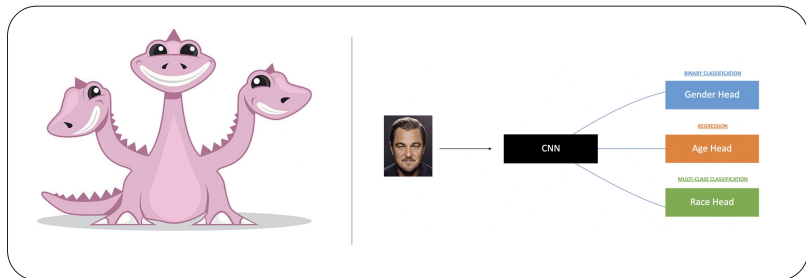 BINARY CLASSIFICATION
Gender Head
REGRESSION
CNN
Age Head
MULTI-CLASS CLASSIFICATION
Race Head